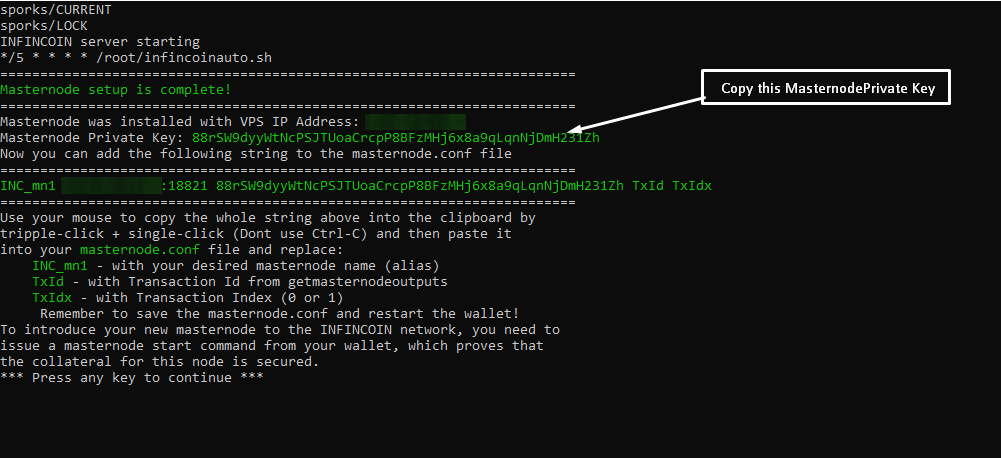 sporks/CURRENT
sporks/LOCK
INFINCOIN server starting
*/5 * * * * /root/infincoinauto.sh
========================================================================
Masternode setup is complete!
Copy this MasternodePrivate Key
========================================================================
Masternode was installed with VPS IP Address:
Masternode Private Key: 88rSW9dyyWtNcPSJTUoaCrcpP8BFzMHj6x8a9qLqnNjDmH231Zh
Now you can add the following string to the masternode.conf file
========================================================================
INC_mn1 :18821 88rSW9dyyWtNcPSJTUoaCrcpP8BFzMHj6x8a9qLqnNjDmH231Zh TxId TxIdx
========================================================================
Use your mouse to copy the whole string above into the clipboard by
tripple-click + single-click (Dont use Ctrl-C) and then paste it
into your masternode.conf file and replace:
INC_mn1 - with your desired masternode name (alias)
TxId - with Transaction Id from getmasternodeoutputs
TxIdx - with Transaction Index (0 or 1)
Remember to save the masternode.conf and restart the wallet!
To introduce your new masternode to the INFINCOIN network, you need to
issue a masternode start command from your wallet, which proves that
the collateral for this node is secured.
*** Press any key to continue ***